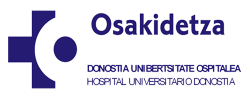 Osakidetza
DONOSTIA UNIBERTSITATE OSPITALEA
HOSPITAL UNIVERSITARIO DONOSTIA